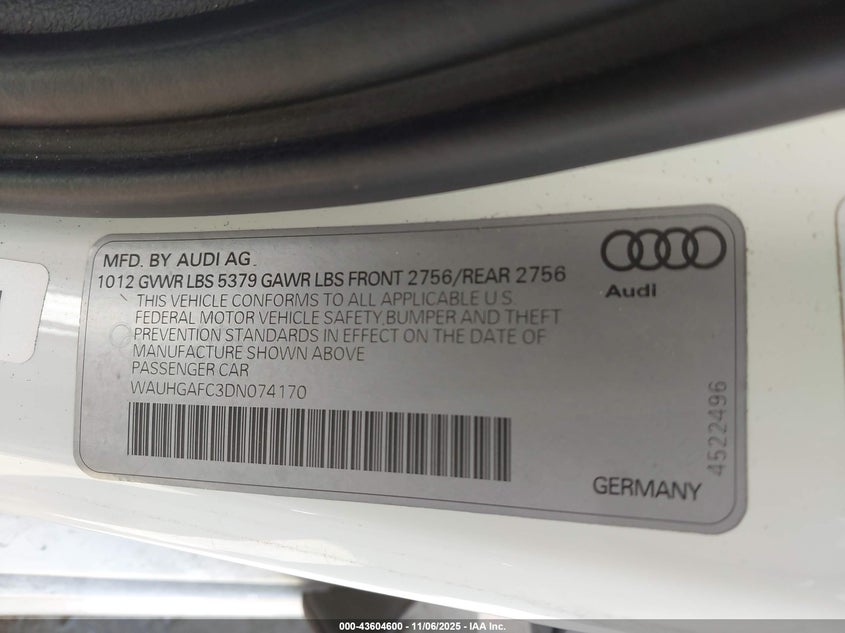 MFD. BY AUDI AG
1012 GVWR LBS 5379 GAWR LBS FRONT 2756/REAR 2756
THIS VEHICLE CONFORMS TO ALL APPLICABLE U.S.
FEDERAL MOTOR VEHICLE SAFETY,BUMPER AND THEFT
PREVENTION STANDARDS IN EFFECT ON THE DATE OF
MANUFACTURE SHOWN ABOVE
PASSENGER CAR
WAUHGAFC3DN074170
Audi
4522496
GERMANY
000-43604600 - 11/06/2025 - IAA Inc.